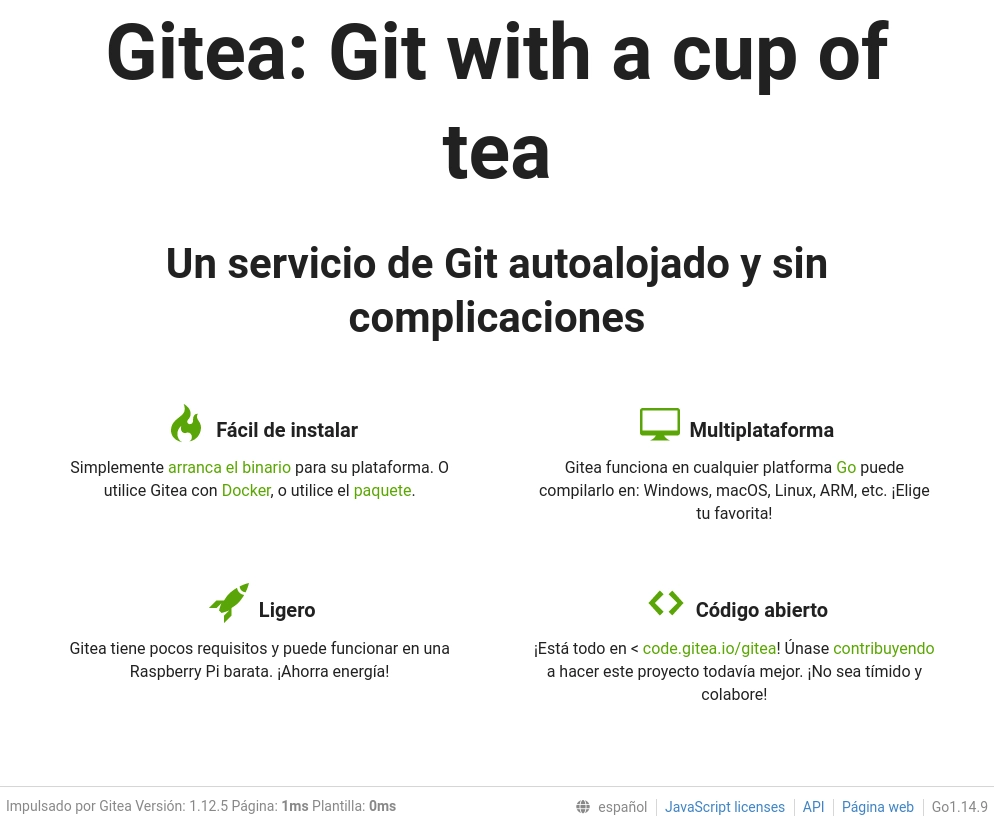 Gitea: Git with a cup of
tea
Un servicio de Git autoalojado y sin
complicaciones
Fácil de instalar
Simplemente arranca el binario para su plataforma. O
utilice Gitea con Docker, o utilice el paquete.
Multiplataforma
Gitea funciona en cualquier platforma Go puede
compilarlo en: Windows, macOS, Linux, ARM, etc. ¡Elige
tu favorita!
Ligero
Gitea tiene pocos requisitos y puede funcionar en una
Raspberry Pi barata. ¡Ahorra energía!
Código abierto
¡Está todo en < code.gitea.io/gitea! Únase contribuyendo
a hacer este proyecto todavía mejor. ¡No sea tímido y
colabore!
Impulsado por Gitea Versión: 1.12.5 Página: 1ms Plantilla: 0ms
español JavaScript licenses API Página web Go1.14.9